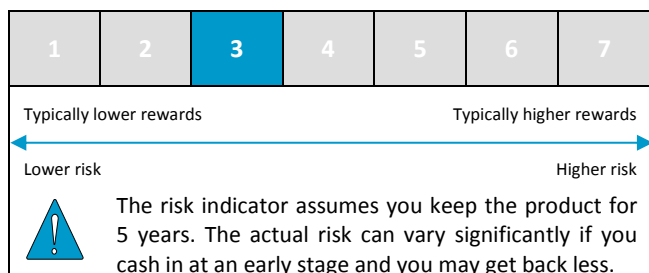 1 2 3 4 5 6 7
Typically lower rewards Typically higher rewards
Lower risk Higher risk
The risk indicator assumes you keep the product for
5 years. The actual risk can vary significantly if you
cash in at an early stage and you may get back less.